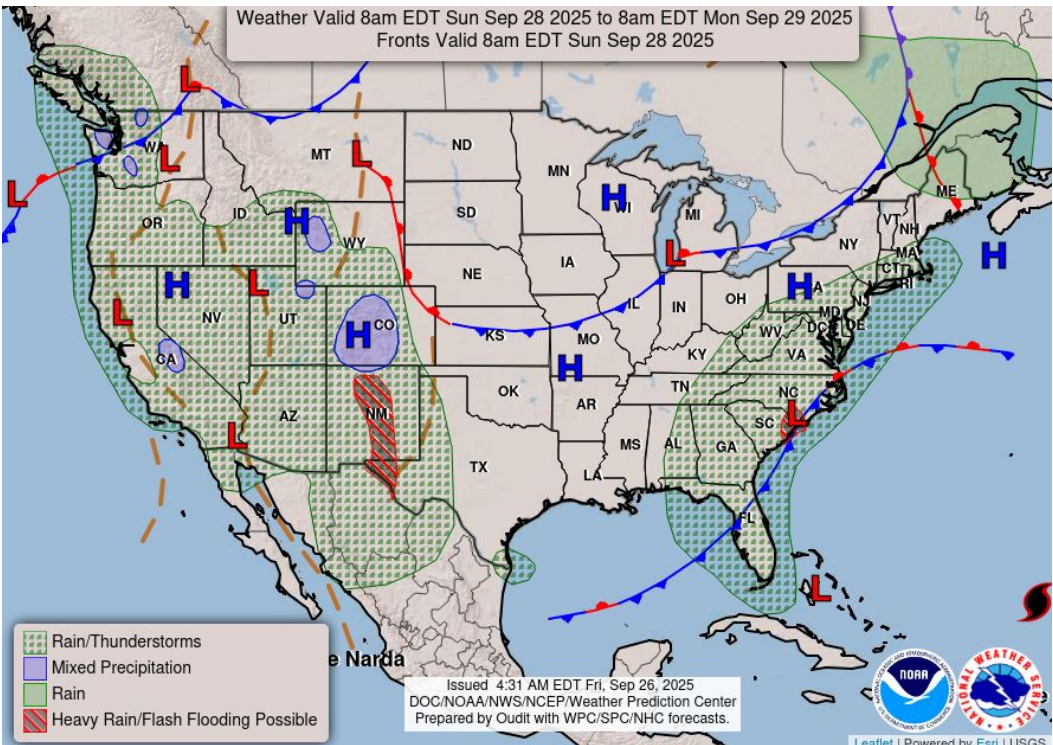 Weather Valid 8am EDT Sun Sep 28 2025 to 8am EDT Mon Sep 29 2025
Fronts Valid 8am EDT Sun Sep 28 2025
L
L
WA
L
MT
L
ND
MN
ME
L
OR
ID
H
WY
SD
H
WI
MI
VT
NH
NY
MA
CT
RI
H
H
NV
L
UT
NE
IA
L
IL
IN
OH
H
A
NJ
MD
DE
DC
L
CA
H
CO
KS
MO
H
KY
WV
VA
AZ
NM
OK
AR
TN
NC
L
SC
L
TX
LA
MS
AL
GA
FL
L
Rain/Thunderstorms
Mixed Precipitation
Rain
Heavy Rain/Flash Flooding Possible
e Narda
Issued 4:31 AM EDT Fri, Sep 26, 2025
DOC/NOAA/NWS/NCEP/Weather Prediction Center
Prepared by Oudit with WPC/SPC/NHC forecasts.
NOAA
NATIONAL WEATHER SERVICE
Leaflet | Powered by Esri | USGS